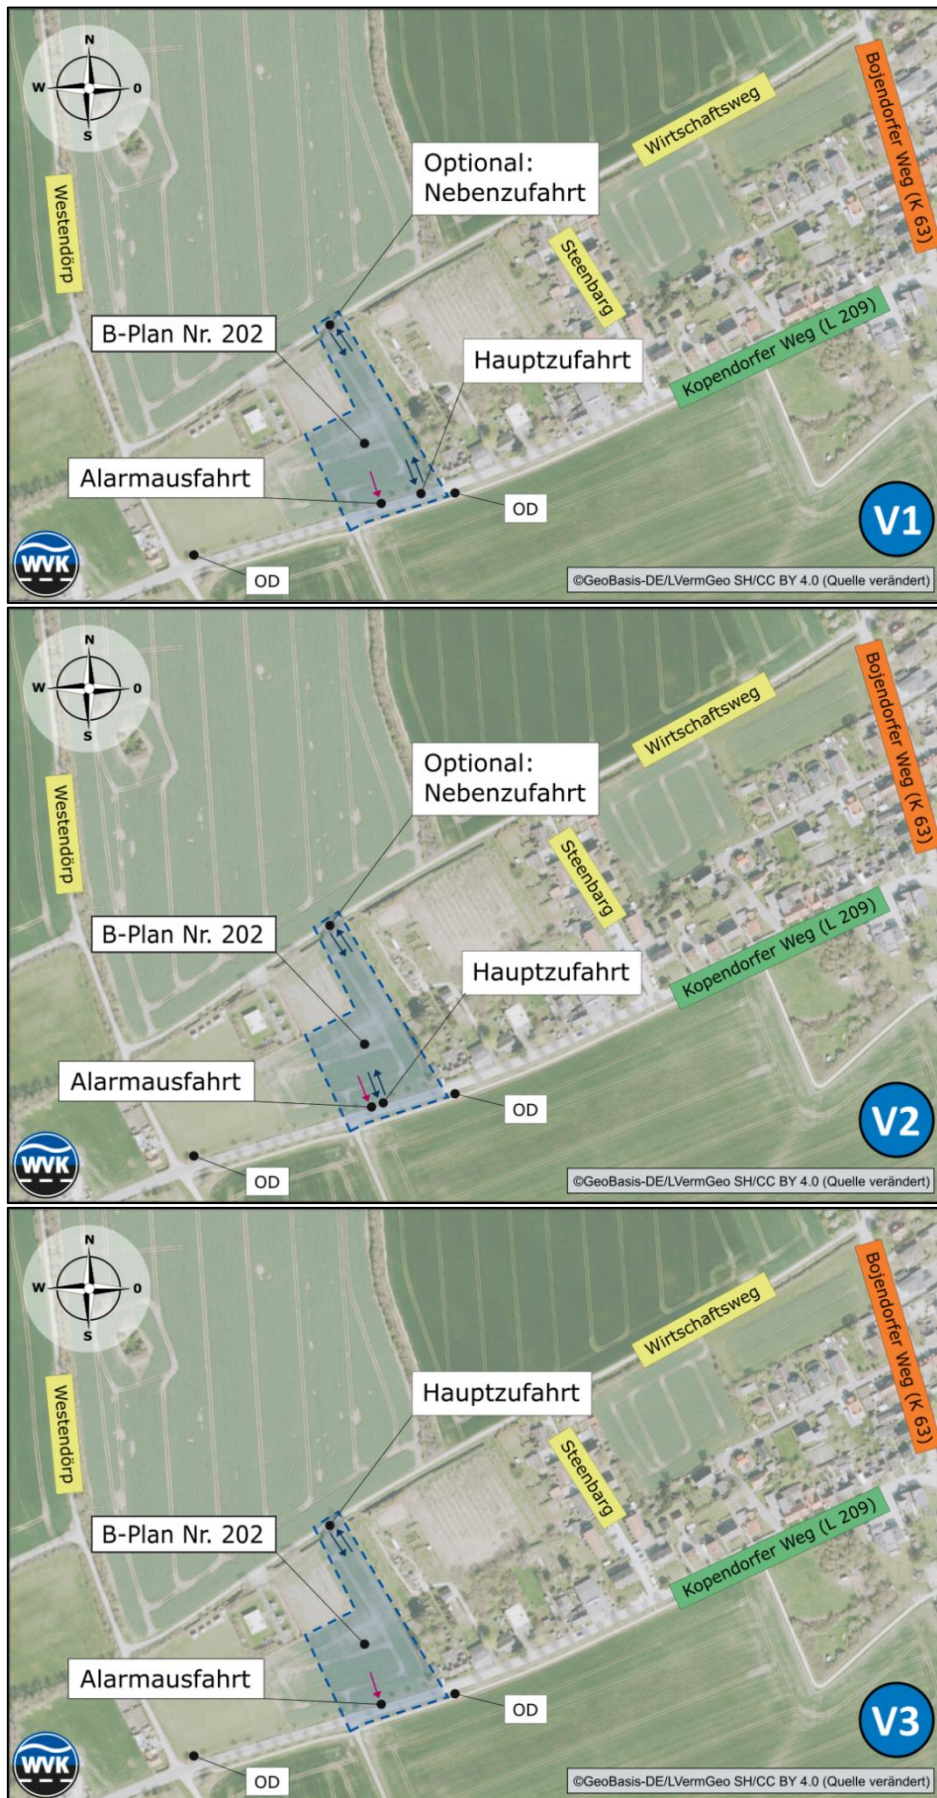 N
W
O
S
Westendörp
Optional:
Nebenzufahrt
Wirtschaftsweg
Bojendorfer Weg (K 63)
Steenbarg
B-Plan Nr. 202
Hauptzufahrt
Kopendorfer Weg (L 209)
Alarmausfahrt
OD
V1
WVK
OD
©GeoBasis-DE/LVermGeo SH/CC BY 4.0 (Quelle verändert)
N
W
O
S
Westendörp
Optional:
Nebenzufahrt
Wirtschaftsweg
Bojendorfer Weg (K 63)
Steenbarg
B-Plan Nr. 202
Hauptzufahrt
Kopendorfer Weg (L 209)
Alarmausfahrt
OD
V2
WVK
OD
©GeoBasis-DE/LVermGeo SH/CC BY 4.0 (Quelle verändert)
N
W
O
S
Westendörp
Hauptzufahrt
Wirtschaftsweg
Bojendorfer Weg (K 63)
Steenbarg
B-Plan Nr. 202
Kopendorfer Weg (L 209)
Alarmausfahrt
OD
V3
WVK
OD
©GeoBasis-DE/LVermGeo SH/CC BY 4.0 (Quelle verändert)